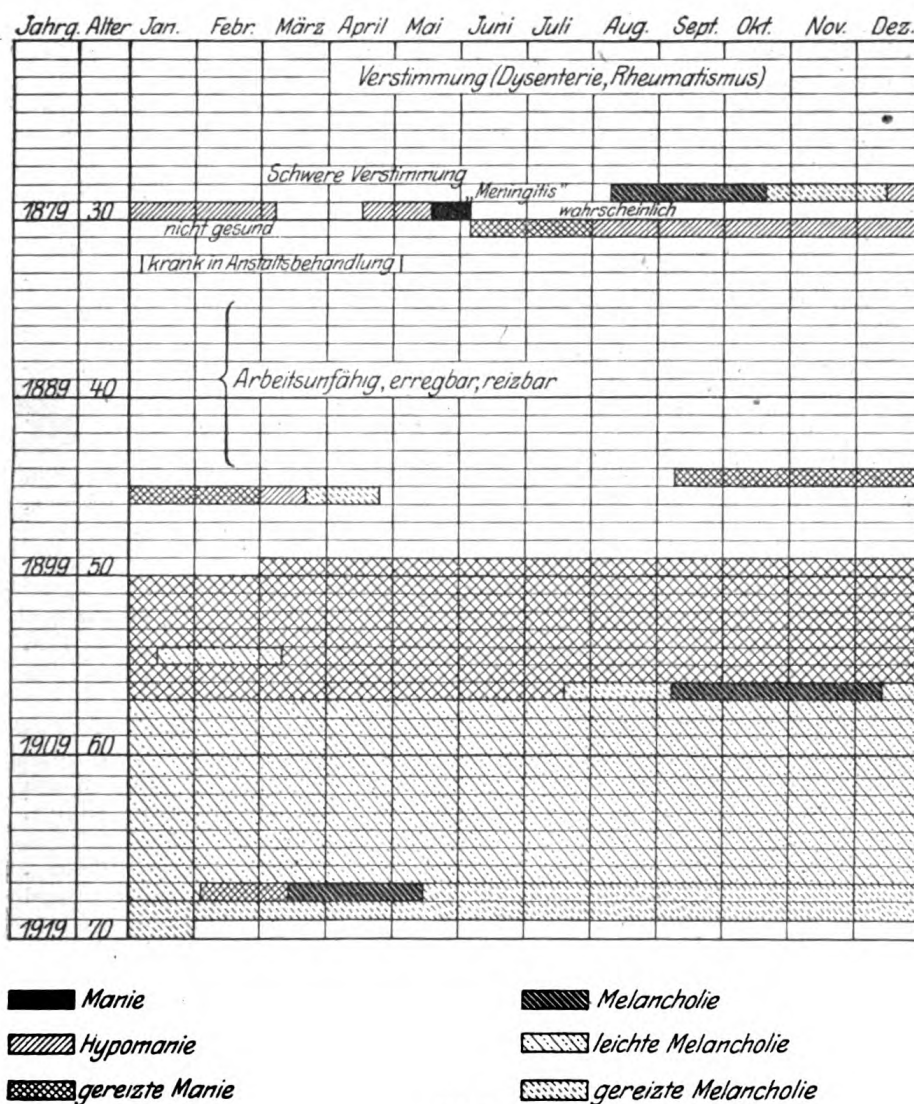 Jahrg. Alter Jan. Febr. März April Mai Juni Juli Aug. Sept. Okt. Nov. Dez.
Verstimmung (Dysenterie, Rheumatismus)
Schwere Verstimmung
„Meningitis"
1879 30 wahrscheinlich
nicht gesund
krank in Anstaltsbehandlung
Arbeitsunfähig, erregbar, reizbar
1889 40
1899 50
1909 60
1919 70
Manie
Hypomanie
gereizte Manie
Melancholie
leichte Melancholie
gereizte Melancholie